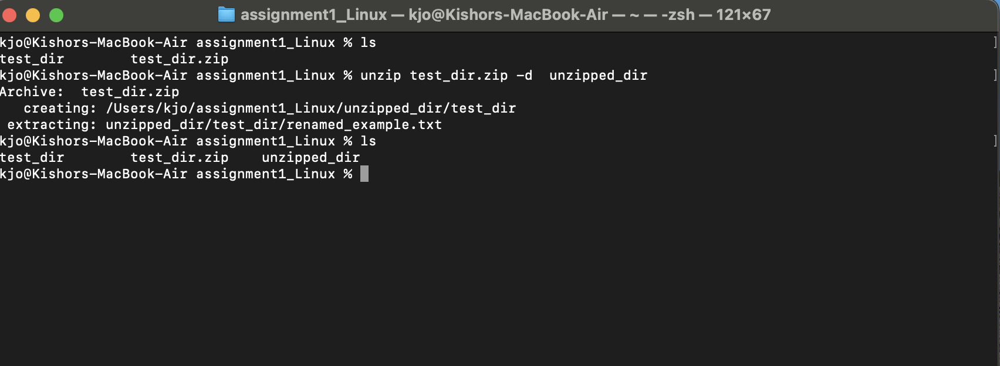 assignment1_Linux — kjo@Kishors-MacBook-Air — ~ — -zsh — 121×67
kjo@Kishors-MacBook-Air assignment1_Linux % ls
test_dir        test_dir.zip
kjo@Kishors-MacBook-Air assignment1_Linux % unzip test_dir.zip -d  unzipped_dir
Archive:  test_dir.zip
   creating: /Users/kjo/assignment1_Linux/unzipped_dir/test_dir
 extracting: unzipped_dir/test_dir/renamed_example.txt
kjo@Kishors-MacBook-Air assignment1_Linux % ls
test_dir        test_dir.zip    unzipped_dir
kjo@Kishors-MacBook-Air assignment1_Linux %